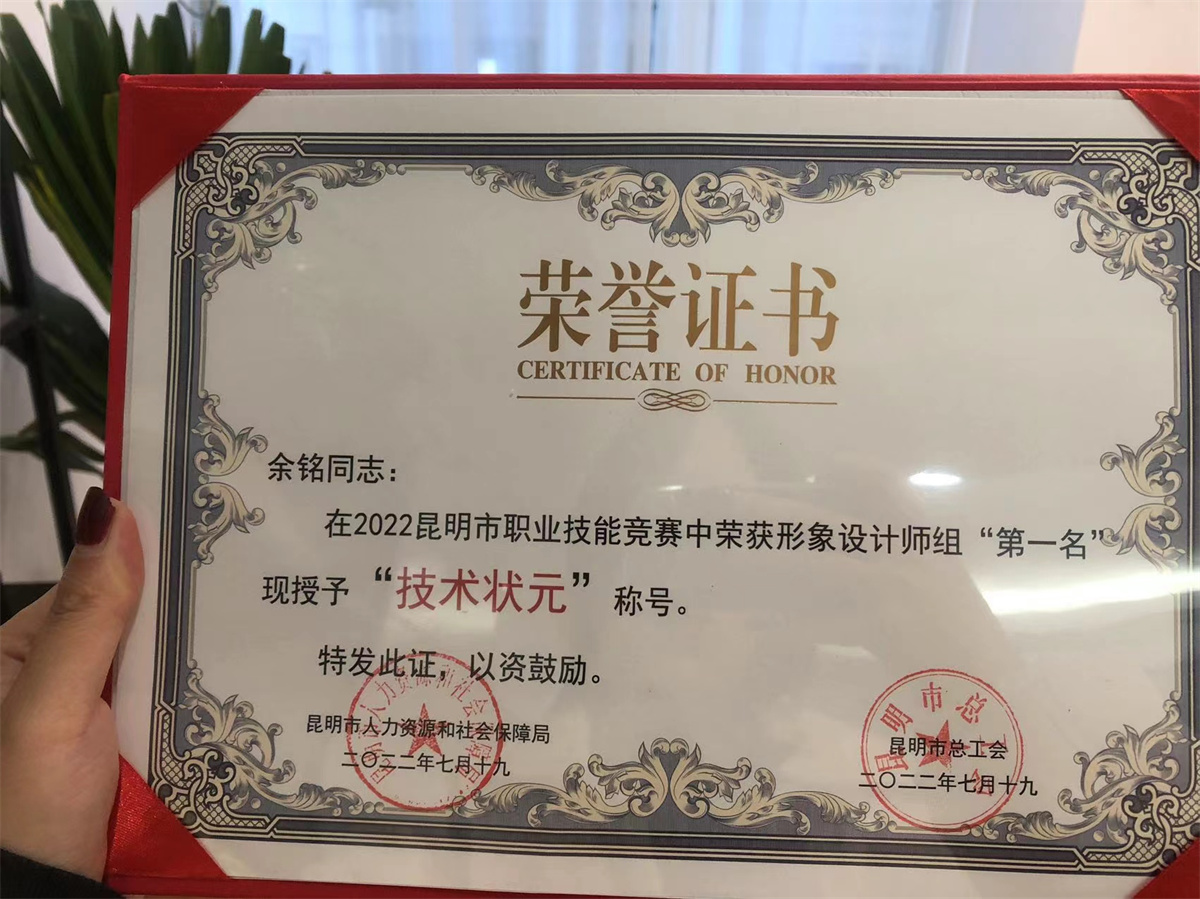 荣誉证书
CERTIFICATE OF HONOR
余铭同志：
在2022昆明市职业技能竞赛中荣获形象设计师组“第一名”
现授予“技术状元”称号。
特发此证，以资鼓励。
昆明市人力资源和社会保障局
二〇二二年七月十九
昆明市总工会
二〇二二年七月十九